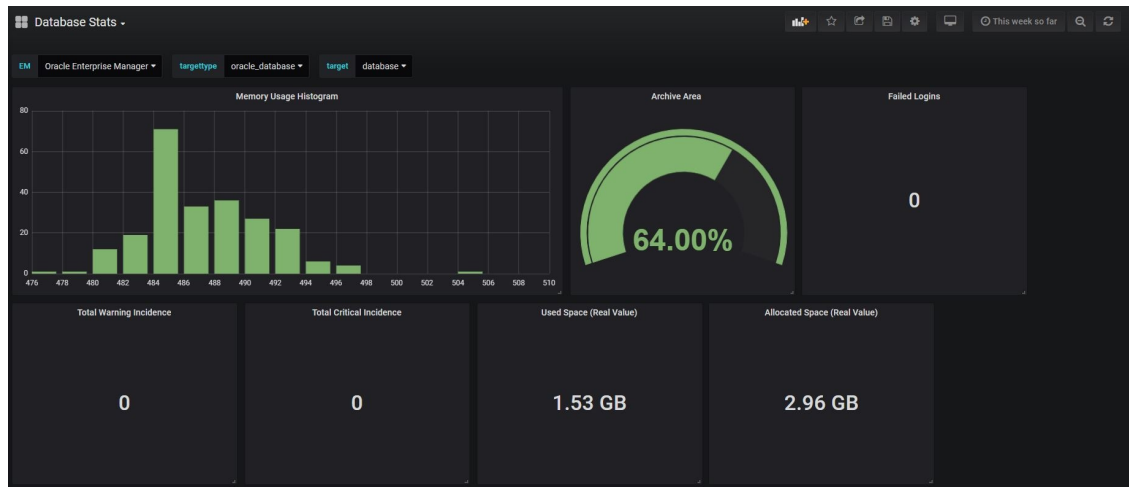 Database Stats
This week so far
EM Oracle Enterprise Manager targettype oracle_database target database
Memory Usage Histogram
80
60
40
20
0
476 478 480 482 484 486 488 490 492 494 496 498 500 502 504 506 508 510
Archive Area
64.00%
Failed Logins
0
Total Warning Incidence
0
Total Critical Incidence
0
Used Space (Real Value)
1.53 GB
Allocated Space (Real Value)
2.96 GB